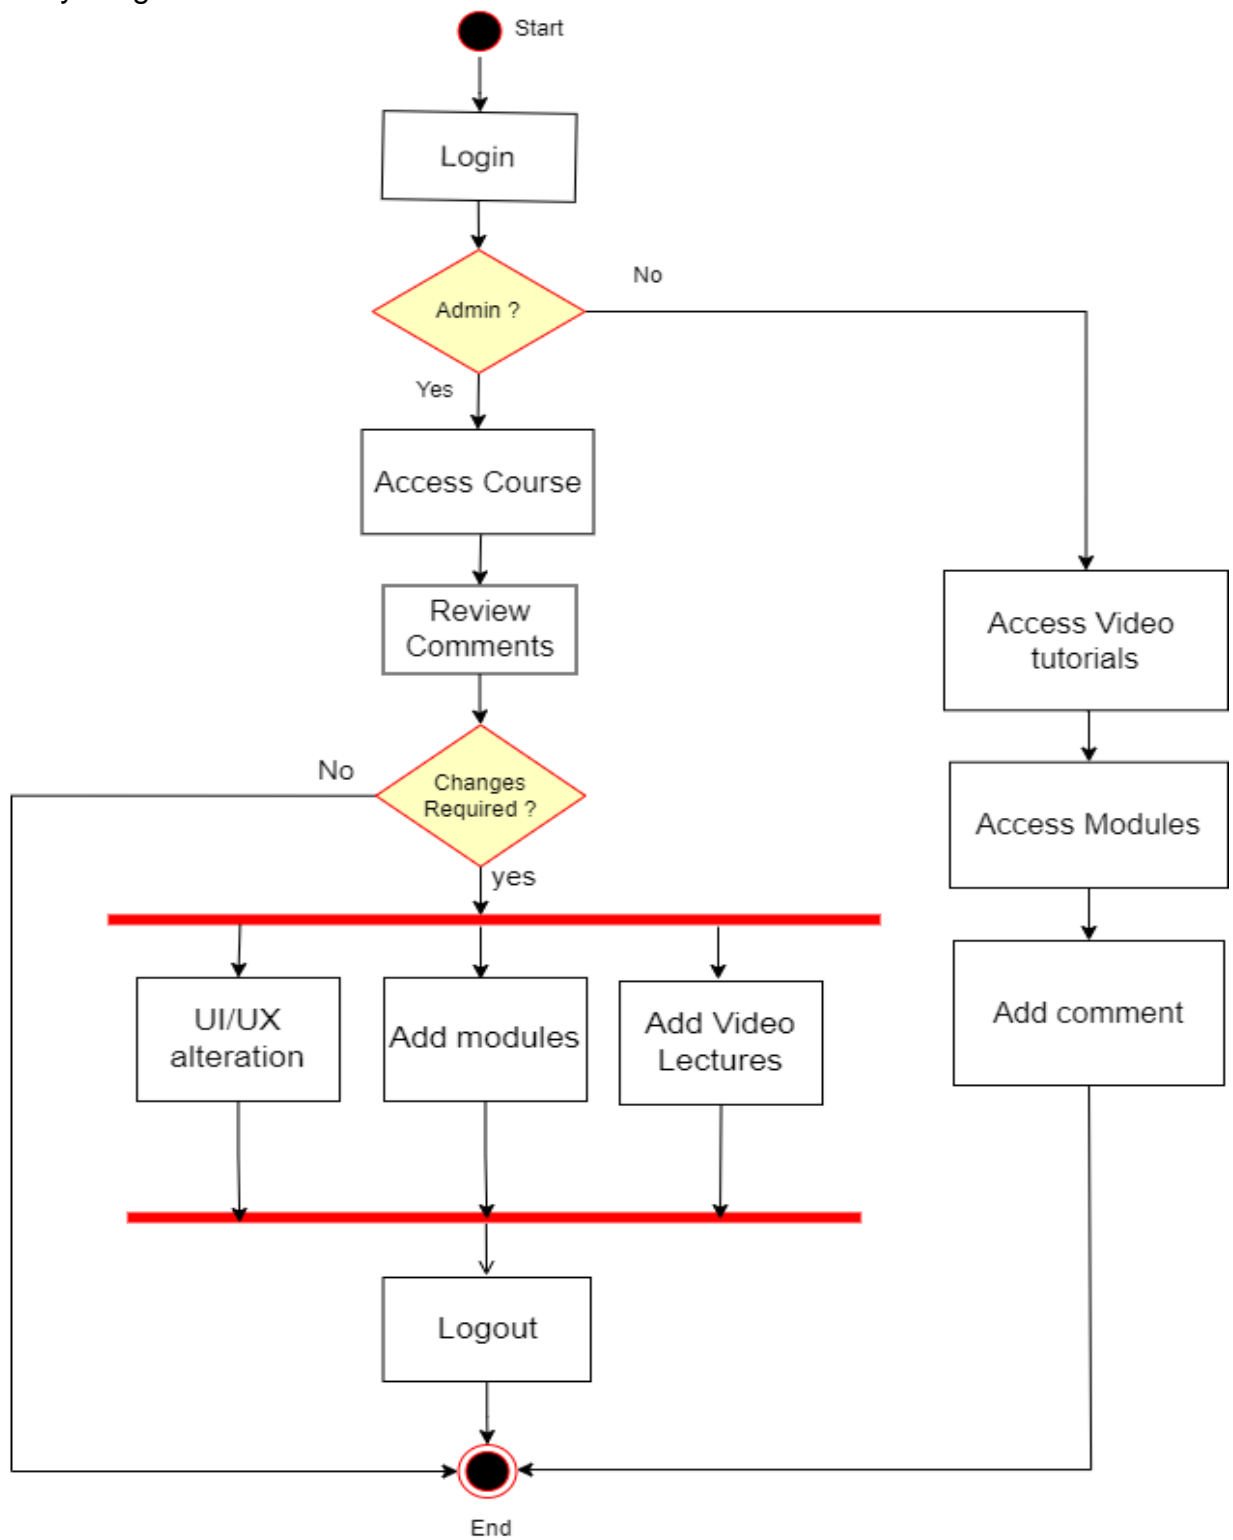 Start
Login
Admin ?
No
Yes
Access Course
Review
Comments
Access Video
tutorials
No
Changes
Required ?
Access Modules
yes
UI/UX
alteration
Add modules
Add Video
Lectures
Add comment
Logout
End